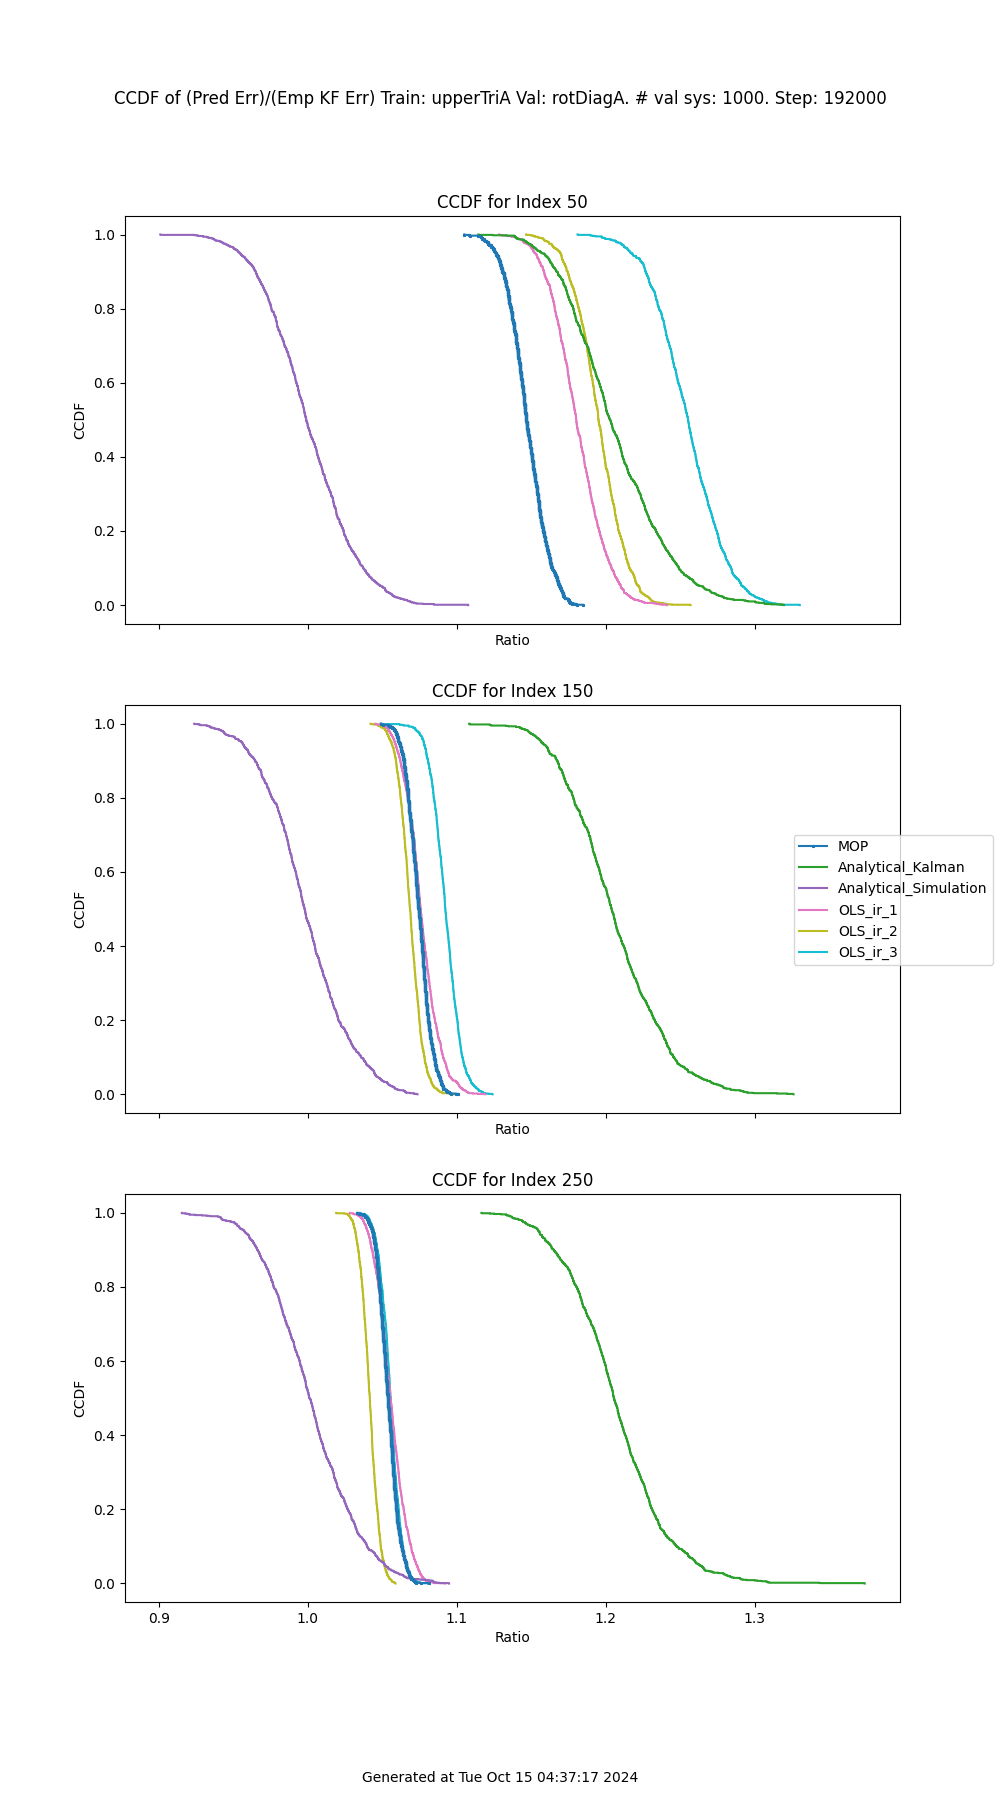 CCDF of (Pred Err)/(Emp KF Err) Train: upperTriA Val: rotDiagA. # val sys: 1000. Step: 192000
CCDF for Index 50
1.0
0.8
0.6
0.4
0.2
0.0
CCDF
Ratio
CCDF for Index 150
1.0
0.8
0.6
0.4
0.2
0.0
CCDF
Ratio
MOP
Analytical_Kalman
Analytical_Simulation
OLS_ir_1
OLS_ir_2
OLS_ir_3
CCDF for Index 250
1.0
0.8
0.6
0.4
0.2
0.0
CCDF
0.9 1.0 1.1 1.2 1.3
Ratio
Generated at Tue Oct 15 04:37:17 2024